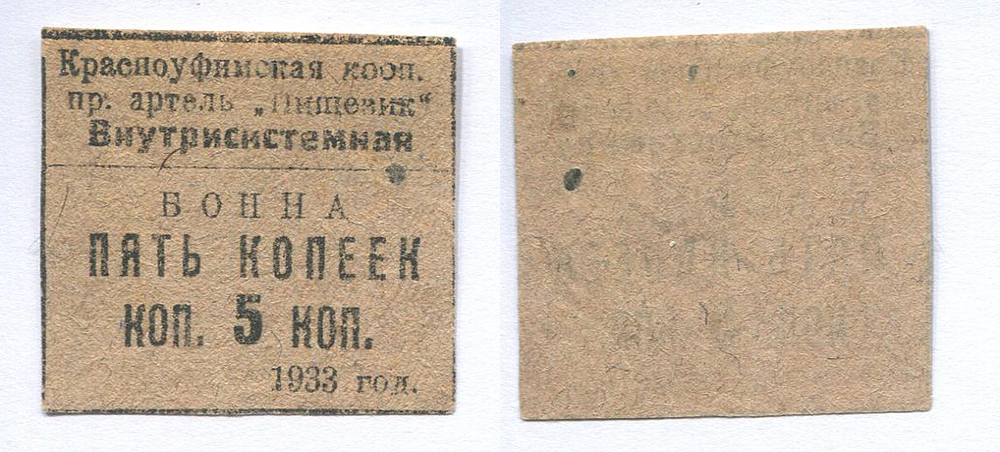 Красноуфимская кооп.
пр. артель „Пищевик“
Внутрисистемная
БОННА
ПЯТЬ КОПЕЕК
КОП. 5 КОП.
1933 год.